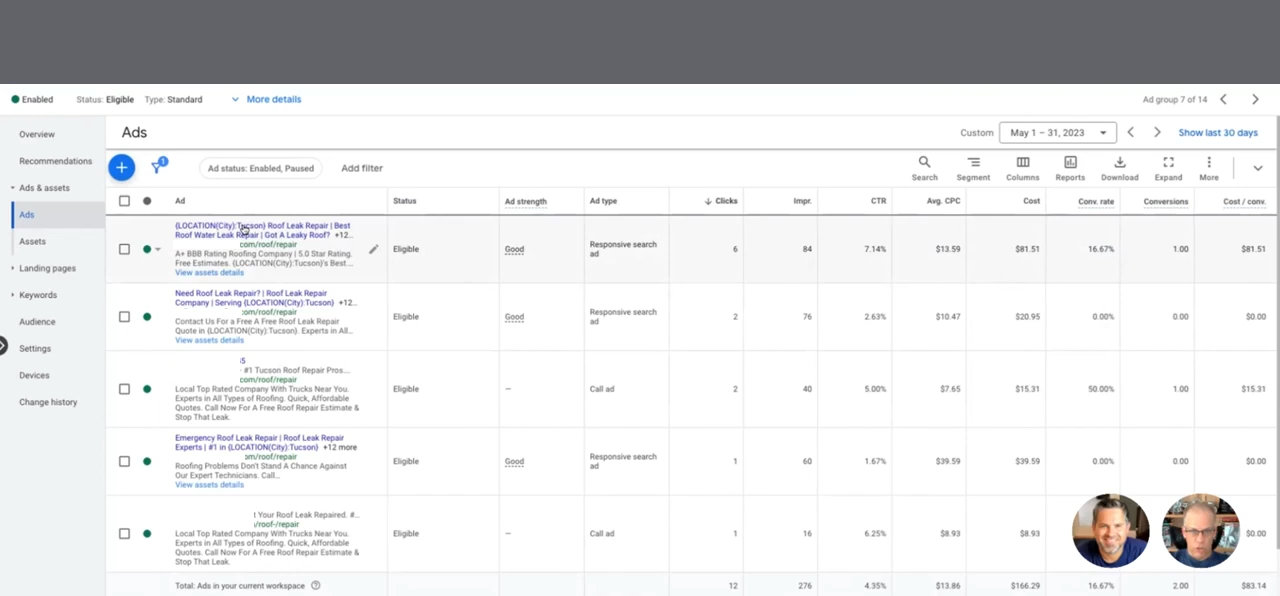 Enabled Status: Eligible Type: Standard More details Ad group 7 of 14
Overview
Recommendations
Ads & assets
Ads
Assets
Landing pages
Keywords
Audience
Settings
Devices
Change history
Ads Custom May 1 – 31, 2023 Show last 30 days
1 Ad status: Enabled, Paused Add filter Search Segment Columns Reports Download Expand More
Ad Status Ad strength Ad type Clicks Impr. CTR Avg. CPC Cost Conv. rate Conversions Cost / conv.
{LOCATION(City):Tucson} Roof Leak Repair | Best
Roof Water Leak Repair | Got A Leaky Roof? +12...
com/roof/repair
A+ BBB Rating Roofing Company | 5.0 Star Rating.
Free Estimates. {LOCATION(City):Tucson}'s Best...
View assets details
Eligible Good Responsive search
ad
6 84 7.14% $13.59 $81.51 16.67% 1.00 $81.51
Need Roof Leak Repair? | Roof Leak Repair
Company | Serving {LOCATION(City):Tucson} +12...
:om/roof/repair
Contact Us For a Free A Free Roof Leak Repair
Quote in {LOCATION(City):Tucson}. Experts in All...
View assets details
Eligible Good Responsive search
ad
2 76 2.63% $10.47 $20.95 0.00% 0.00 $0.00
#1 Tucson Roof Repair Pros...
com/roof/repair
Local Top Rated Company With Trucks Near You.
Experts in All Types of Roofing. Quick, Affordable
Quotes. Call Now For A Free Roof Repair Estimate &
Stop That Leak.
Eligible – Call ad 2 40 5.00% $7.65 $15.31 50.00% 1.00 $15.31
Emergency Roof Leak Repair | Roof Leak Repair
Experts | #1 in {LOCATION(City):Tucson} +12 more
om/roof/repair
Roofing Problems Don't Stand A Chance Against
Our Expert Technicians. Call...
View assets details
Eligible Good Responsive search
ad
1 60 1.67% $39.59 $39.59 0.00% 0.00 $0.00
Your Roof Leak Repaired. #...
/roof-/repair
Local Top Rated Company With Trucks Near You.
Experts in All Types of Roofing. Quick, Affordable
Quotes. Call Now For A Free Roof Repair Estimate &
Stop That Leak.
Eligible – Call ad 1 16 6.25% $8.93 $8.93 $0.00
Total: Ads in your current workspace 12 276 4.35% $13.86 $166.29 16.67% 2.00 $83.14